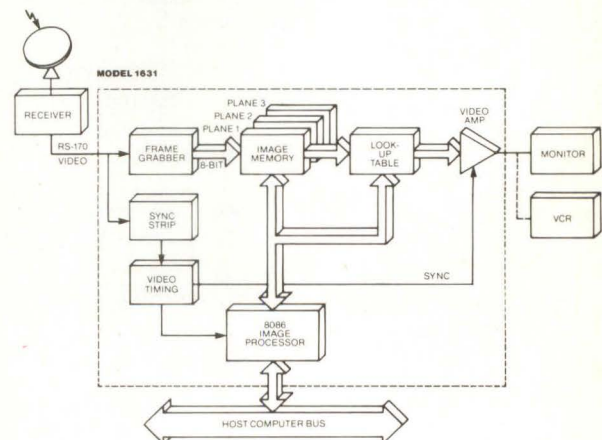 MODEL 1631
RECEIVER
RS-170
VIDEO
FRAME
GRABBER
8-BIT
PLANE 3
PLANE 2
PLANE 1
IMAGE
MEMORY
LOOK-
UP
TABLE
VIDEO
AMP
MONITOR
VCR
SYNC
STRIP
VIDEO
TIMING
SYNC
8086
IMAGE
PROCESSOR
HOST COMPUTER BUS